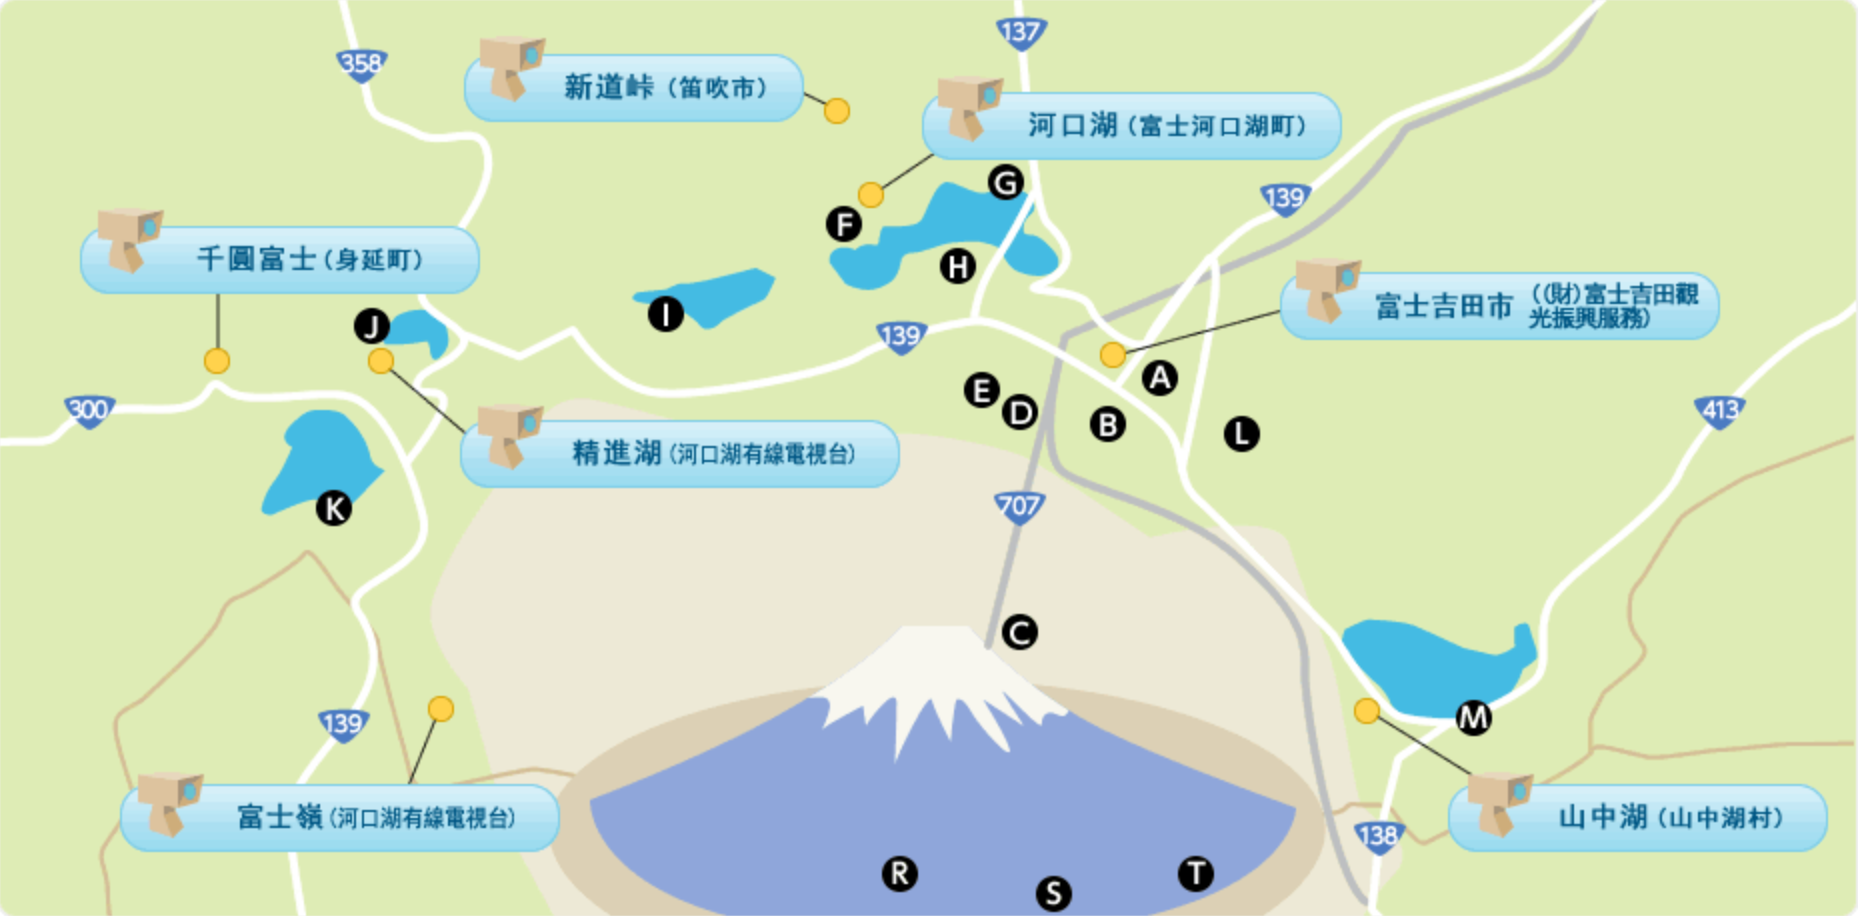 137
358
新道峠（笛吹市）
河口湖（富士河口湖町）
G
139
F
千圓富士（身延町）
H
富士吉田市（(財)富士吉田觀
光振興服務）
I
J
139
A
E
D
B
L
300
413
精進湖（河口湖有線電視台）
K
707
C
M
139
富士嶺（河口湖有線電視台）
山中湖（山中湖村）
138
R
S
T